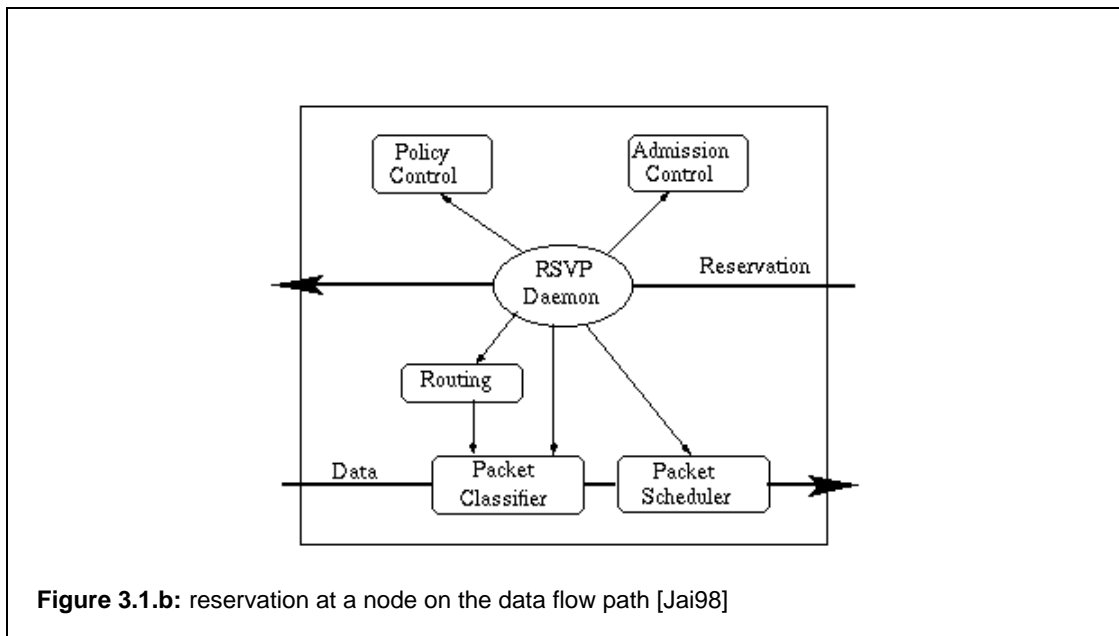 Policy
Control
Admission
Control
RSVP
Daemon
Reservation
Routing
Data
Packet
Classifier
Packet
Scheduler
Figure 3.1.b: reservation at a node on the data flow path [Jai98]